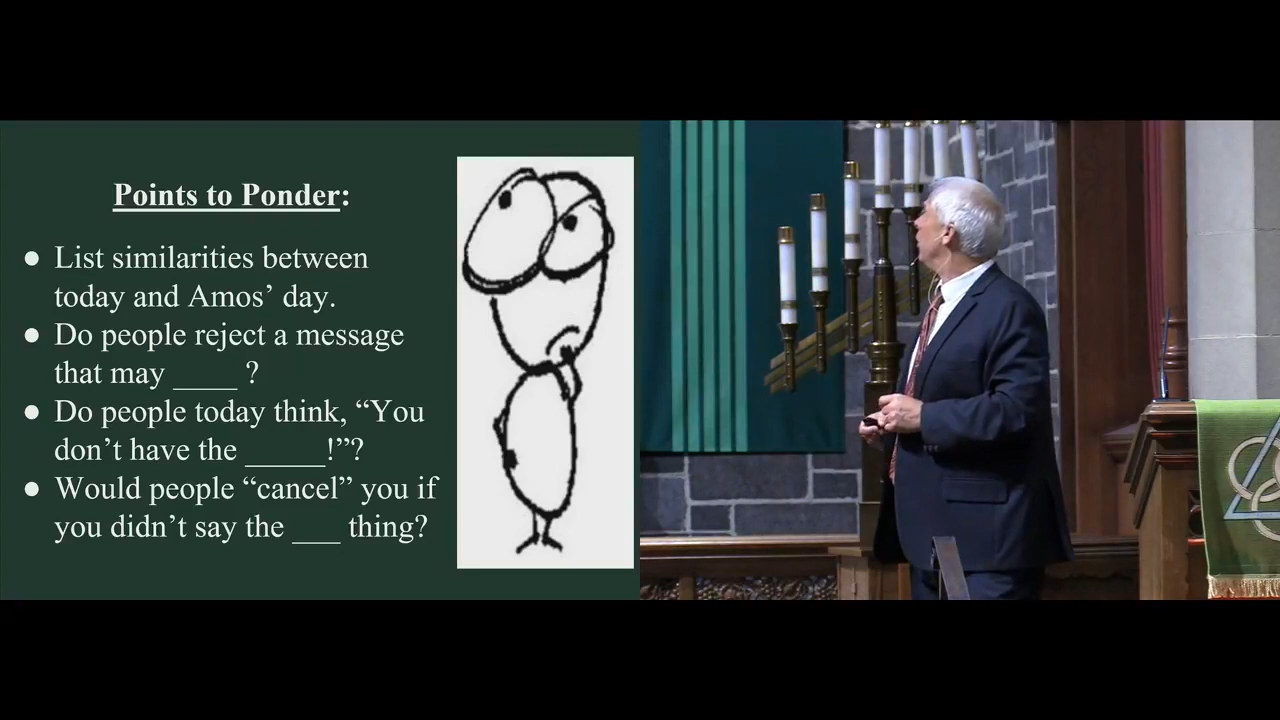 Points to Ponder:
● List similarities between
today and Amos’ day.
● Do people reject a message
that may ____ ?
● Do people today think, “You
don’t have the _____!”?
● Would people “cancel” you if
you didn’t say the ___ thing?